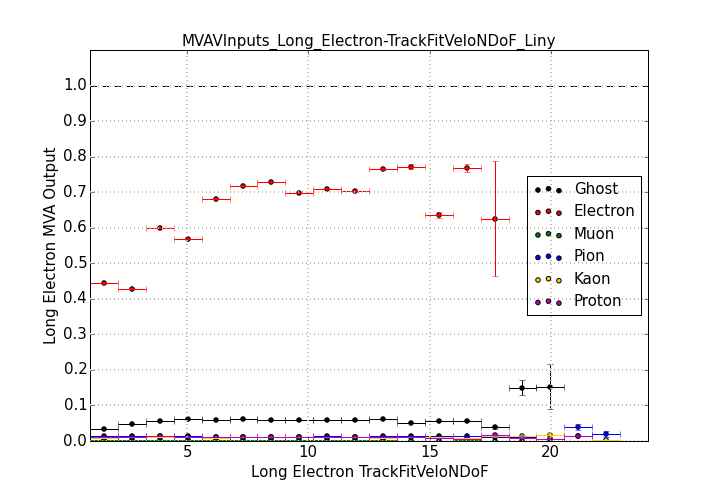 MVAVInputs_Long_Electron-TrackFitVeloNDoF_Liny
Long Electron MVA Output
1.0
0.9
0.8
0.7
0.6
0.5
0.4
0.3
0.2
0.1
0.0
5
10
15
20
Long Electron TrackFitVeloNDoF
Ghost
Electron
Muon
Pion
Kaon
Proton